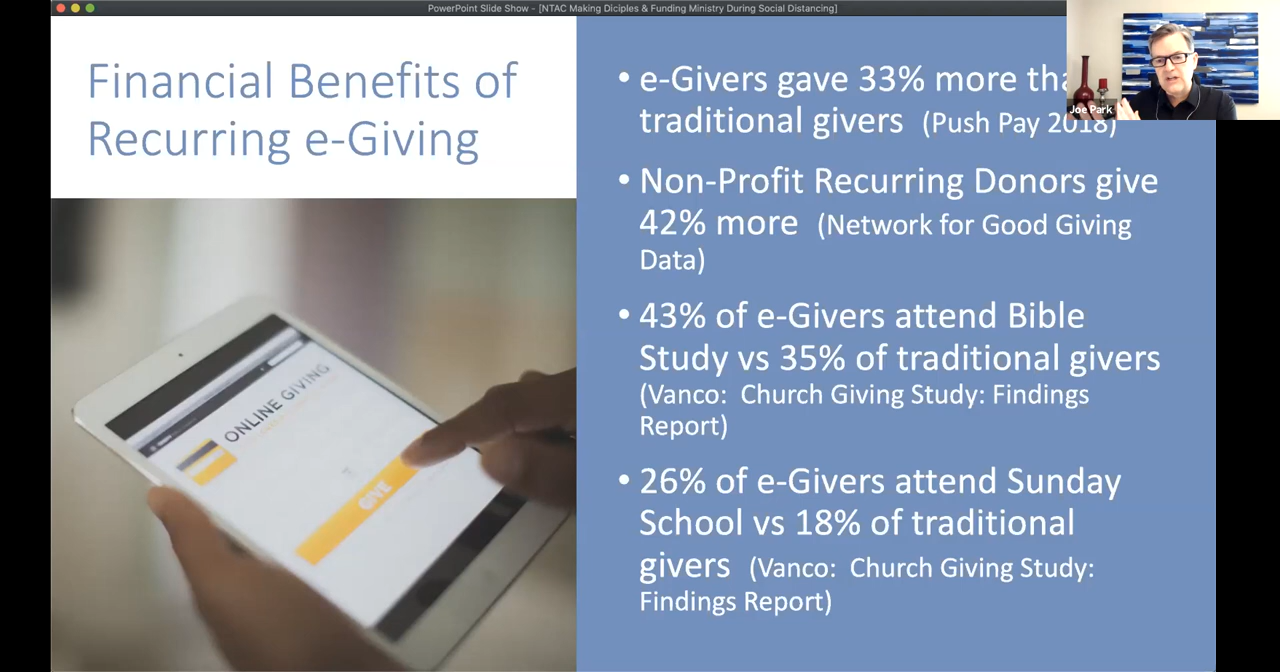 PowerPoint Slide Show - [NTAC Making Diciples & Funding Ministry During Social Distancing]
Financial Benefits of
Recurring e-Giving
ONLINE GIVING
GIVE
• e-Givers gave 33% more tha
traditional givers (Push Pay 2018)
• Non-Profit Recurring Donors give
42% more (Network for Good Giving
Data)
• 43% of e-Givers attend Bible
Study vs 35% of traditional givers
(Vanco: Church Giving Study: Findings
Report)
• 26% of e-Givers attend Sunday
School vs 18% of traditional
givers (Vanco: Church Giving Study:
Findings Report)
Joe Park